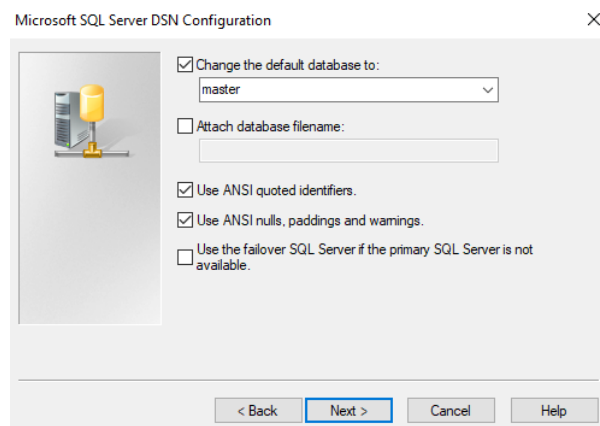 Microsoft SQL Server DSN Configuration
Change the default database to:
master
Attach database filename:
Use ANSI quoted identifiers.
Use ANSI nulls, paddings and warnings.
Use the failover SQL Server if the primary SQL Server is not
available.
< Back Next > Cancel Help